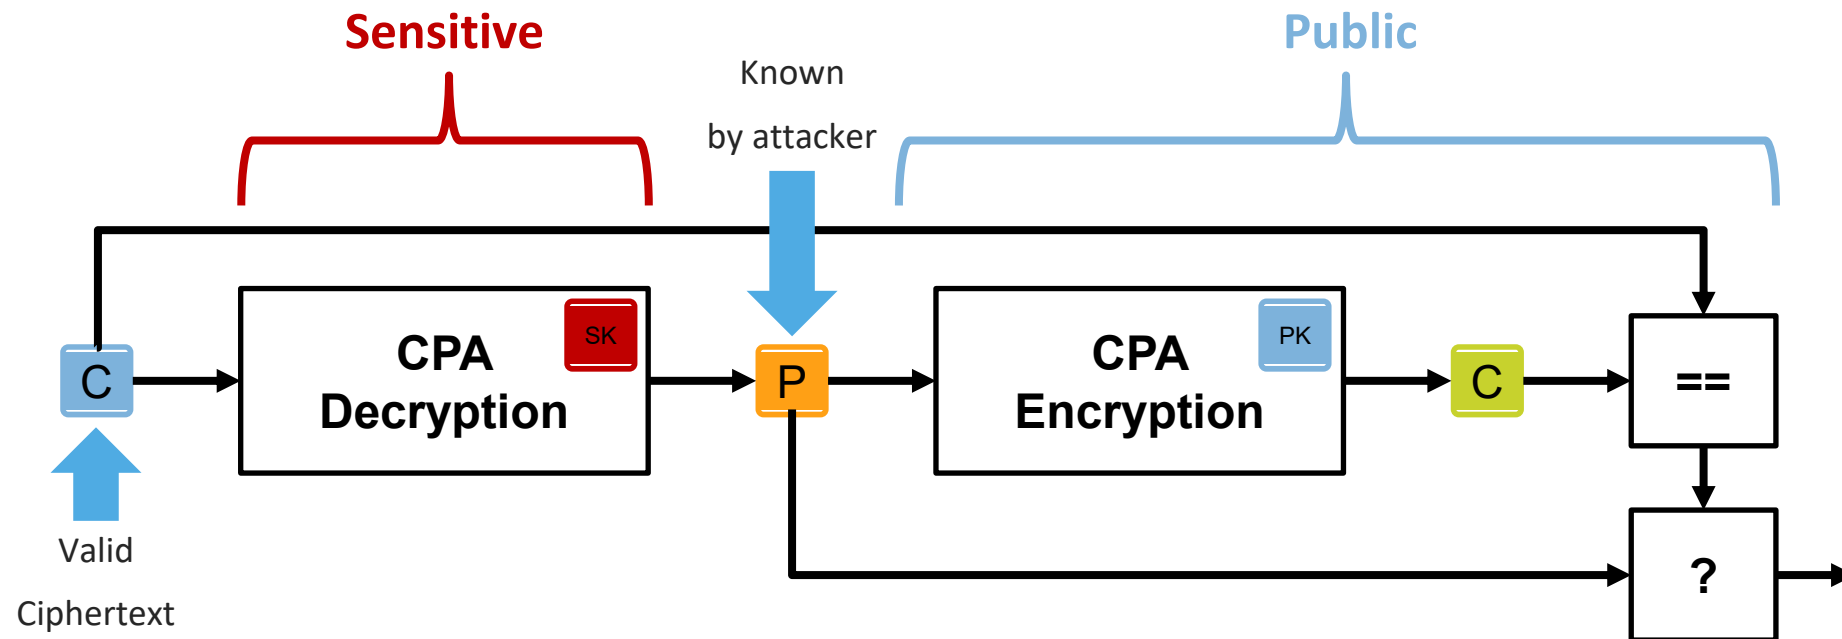 Sensitive
Public
Known
by attacker
SK
PK
CPA
Decryption
CPA
Encryption
C
P
C
==
Valid
Ciphertext
?